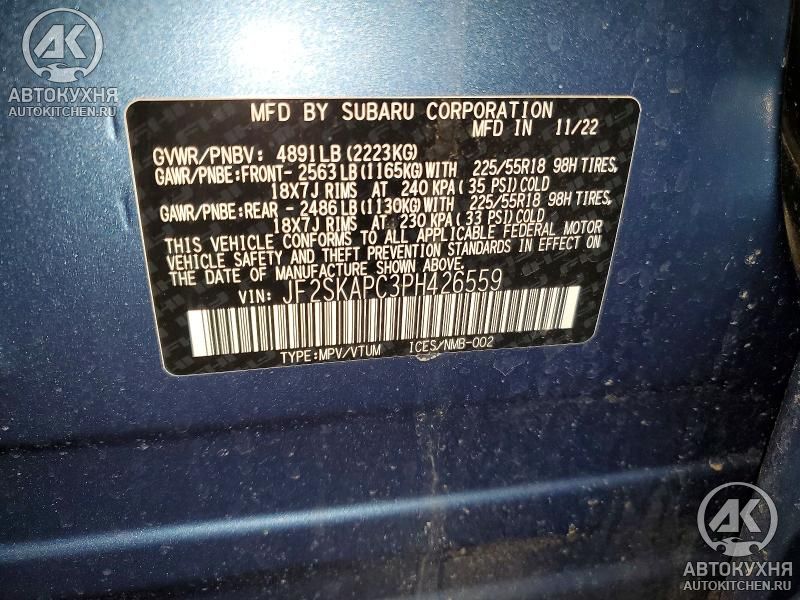 AK
АВТОКУХНЯ
AUTOKITCHEN.RU
MFD BY SUBARU CORPORATION
MFD IN 11/22
GVWR/PNBV: 4891LB(2223KG)
GAWR/PNBE:FRONT- 2563LB(1165KG)WITH 225/55R18 98H TIRES,
18X7J RIMS AT 240 KPA( 35 PSI)COLD
GAWR/PNBE:REAR - 2486LB(1130KG)WITH 225/55R18 98H TIRES,
18X7J RIMS AT 230 KPA( 33 PSI)COLD
THIS VEHICLE CONFORMS TO ALL APPLICABLE FEDERAL MOTOR
VEHICLE SAFETY AND THEFT PREVENTION STANDARDS IN EFFECT ON
THE DATE OF MANUFACTURE SHOWN ABOVE.
VIN: JF2SKAPC3PH426559
TYPE:MPV/VTUM ICES/NMB-002
AK
АВТОКУХНЯ
AUTOKITCHEN.RU